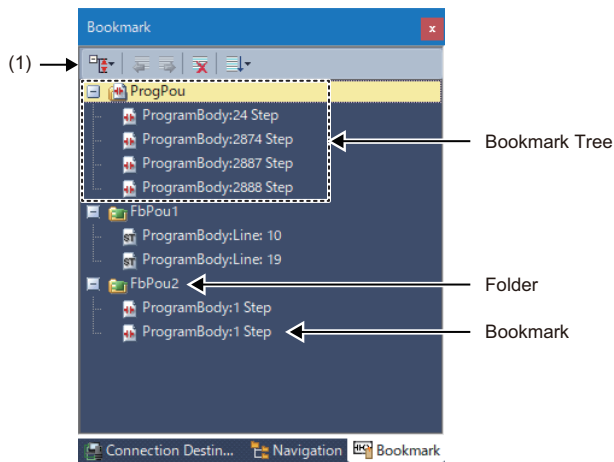 Bookmark
x
(1)
ProgPou
ProgramBody:24 Step
ProgramBody:2874 Step
Bookmark Tree
ProgramBody:2887 Step
ProgramBody:2888 Step
FbPou1
ST ProgramBody:Line: 10
ST ProgramBody:Line: 19
FbPou2
Folder
ProgramBody:1 Step
ProgramBody:1 Step
Bookmark
Connection Destin... Navigation Bookmark